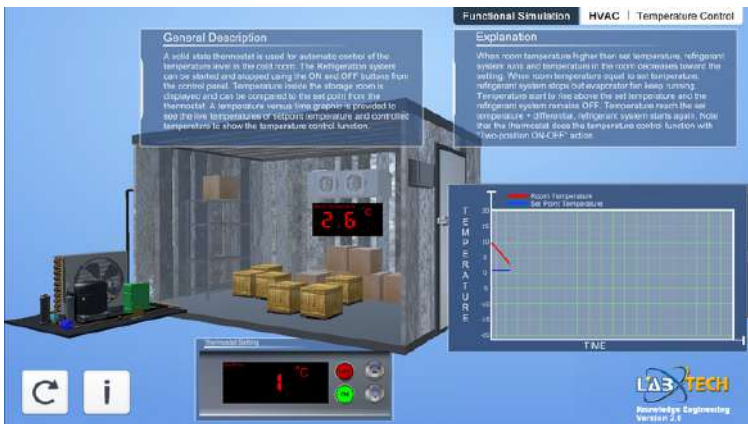 Functional Simulation
HVAC | Temperature Control
General Description
A solid state thermostat is used for automatic control of the
temperature level in the cold room. The Refrigeration system
can be started and stopped using the ON and OFF buttons from
the control panel. Temperature inside the storage room is
displayed and can be compared to the set point from the
thermostat. A temperature versus time graphic is provided to
see the live temperatures of setpoint temperature and controlled
temperature to show the temperature control function.
Explanation
When room temperature higher than set temperature, refrigerant
system runs and temperature in the room decreases toward the
setting. When room temperature equal to set temperature,
refrigerant system stops but evaporator fan keep running.
Temperature start to rise above the set temperature and the
refrigerant system remains OFF. Temperature reach the set
temperature + differential, refrigerant system starts again. Note
that the thermostat does the temperature control function with
"Two-position ON-OFF" action.
2.6 °C
Room Temperature
Set Point Temperature
TEMPERATURE
20
15
10
5
0
TIME
Thermostat Setting
1 °C
ON
i
LABTECH
Knowledge Engineering
Version 2.0